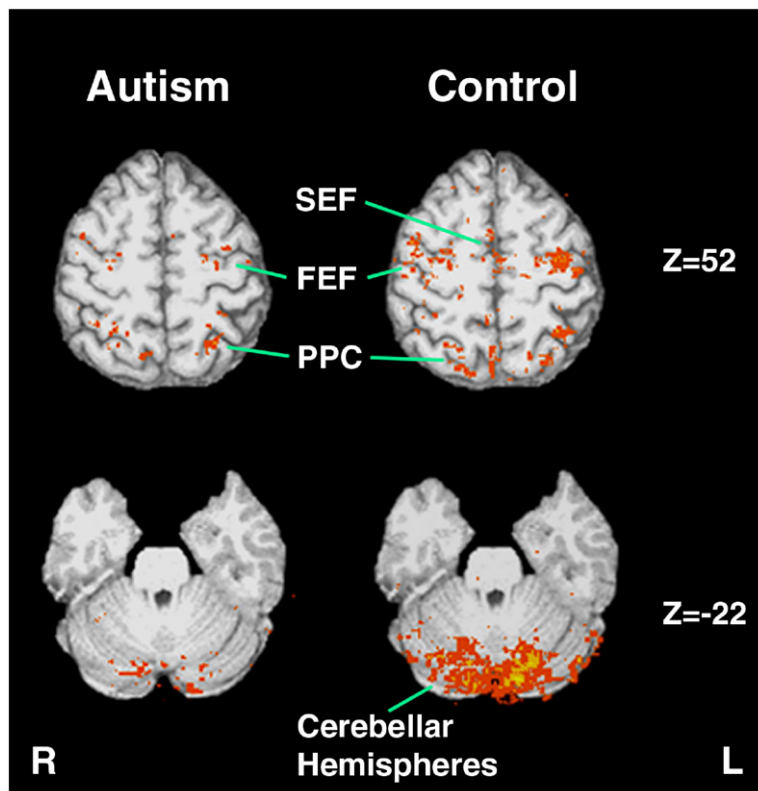 Autism
Control
SEF
FEF
Z=52
PPC
Z=-22
Cerebellar
Hemispheres
R
L